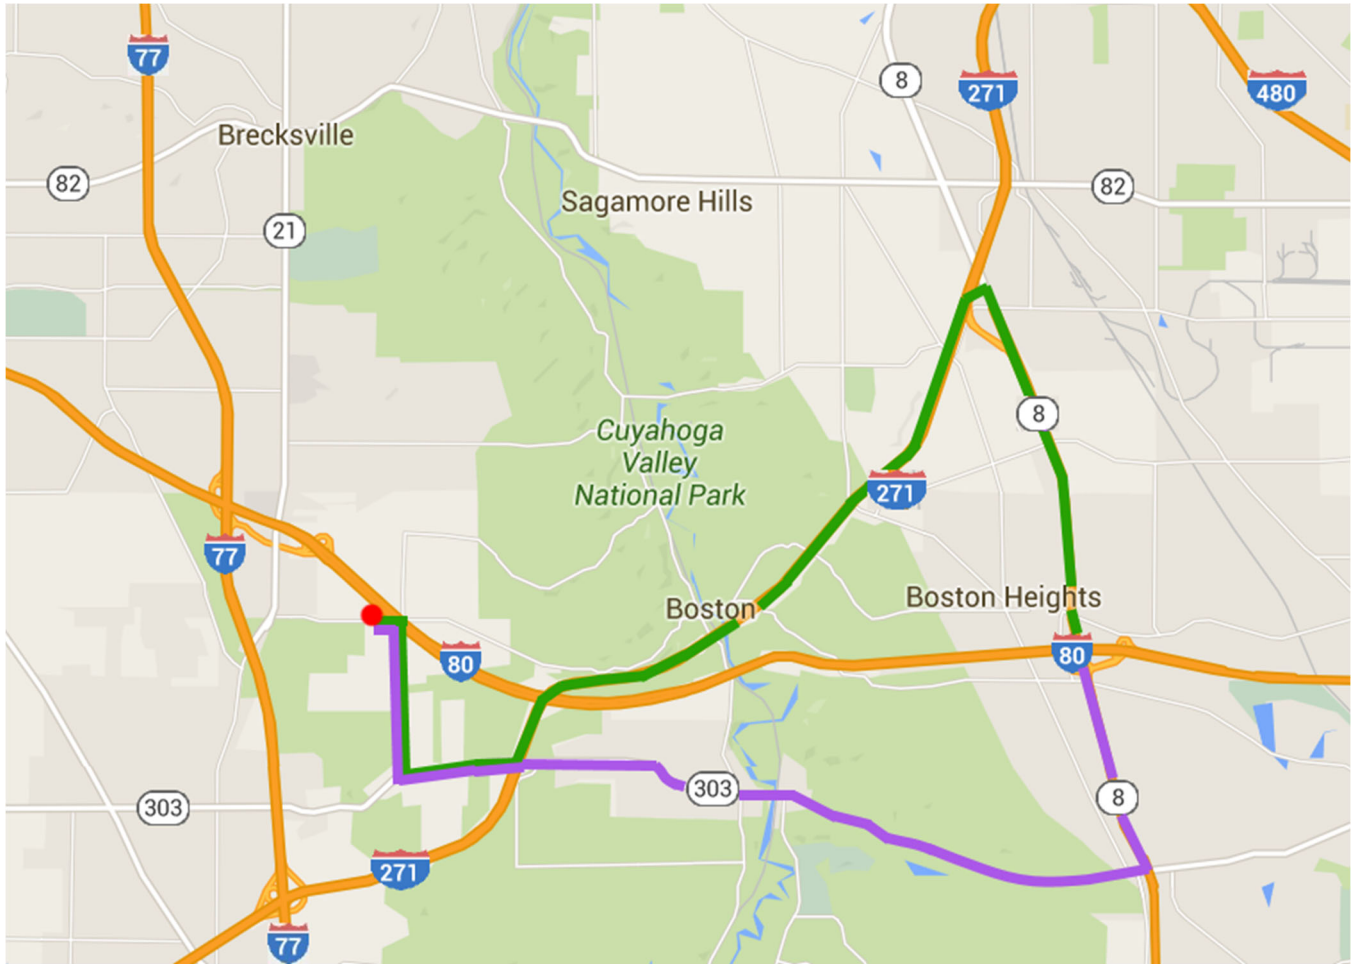 77
8
271
480
Brecksville
82
82
Sagamore Hills
21
8
Cuyahoga
Valley
National Park
271
77
Boston Heights
Boston
80
80
303
303
8
271
77